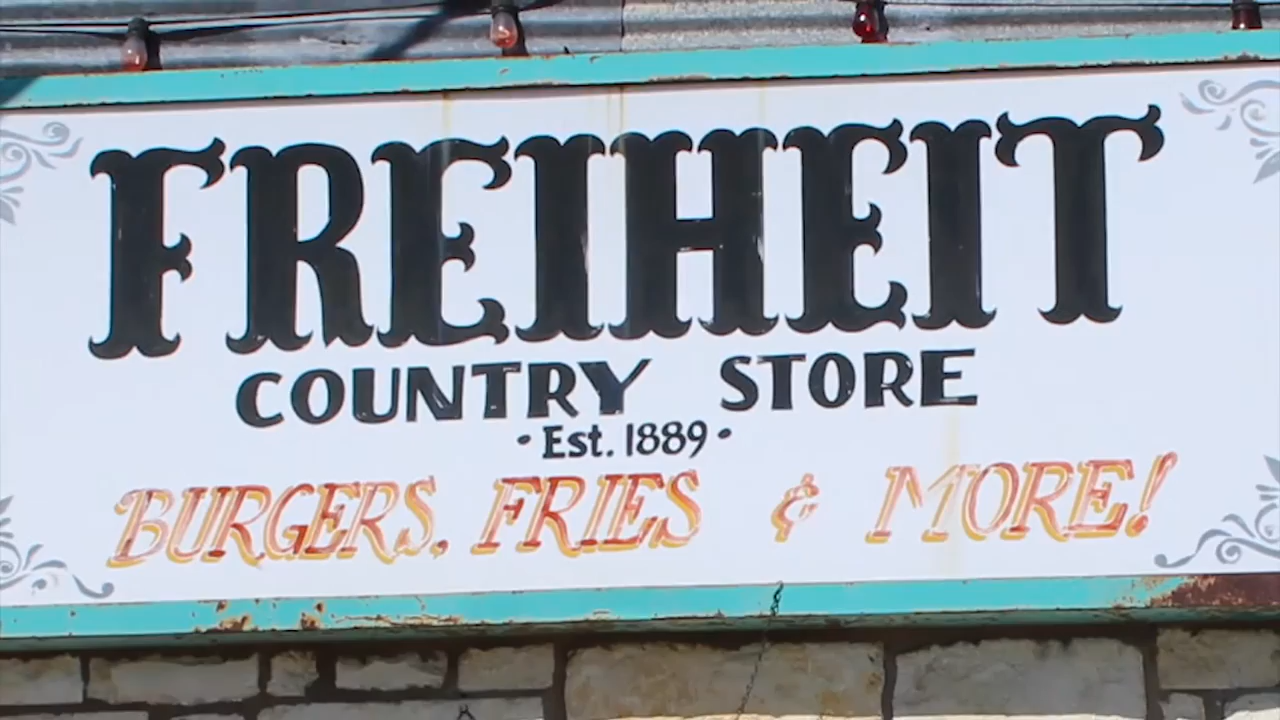 FREIHEIT
COUNTRY STORE
• Est. 1889 •
BURGERS, FRIES & MORE!